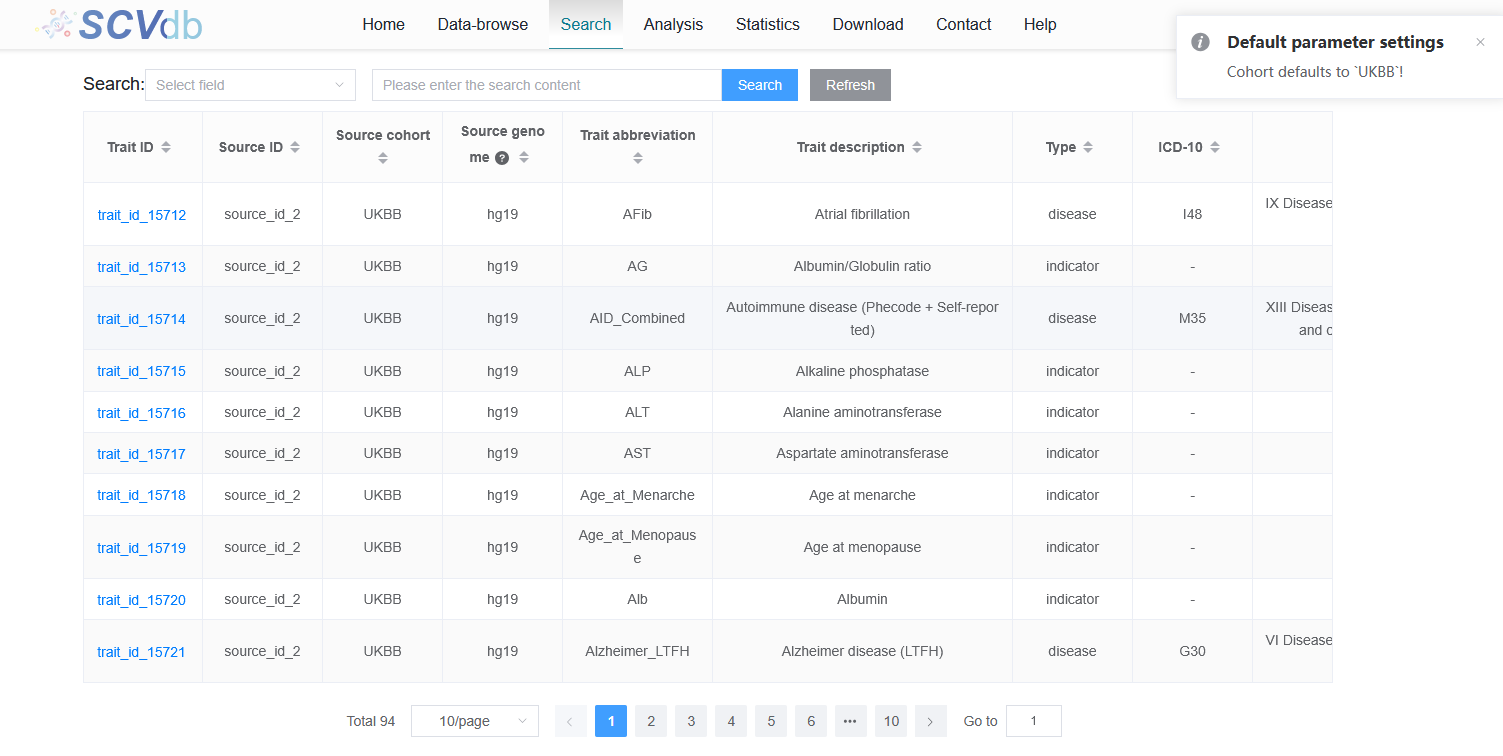 SCVdb
Home Data-browse Search Analysis Statistics Download Contact Help
Default parameter settings
Cohort defaults to `UKBB`!
Search: Select field Please enter the search content Search Refresh
Trait ID Source ID Source cohort Source geno Trait abbreviation Trait description Type ICD-10
me ?
trait_id_15712 source_id_2 UKBB hg19 AFib Atrial fibrillation disease I48 IX Disease
trait_id_15713 source_id_2 UKBB hg19 AG Albumin/Globulin ratio indicator -
trait_id_15714 source_id_2 UKBB hg19 AID_Combined Autoimmune disease (Phecode + Self-repor disease M35 XIII Diseas
ted) and c
trait_id_15715 source_id_2 UKBB hg19 ALP Alkaline phosphatase indicator -
trait_id_15716 source_id_2 UKBB hg19 ALT Alanine aminotransferase indicator -
trait_id_15717 source_id_2 UKBB hg19 AST Aspartate aminotransferase indicator -
trait_id_15718 source_id_2 UKBB hg19 Age_at_Menarche Age at menarche indicator -
trait_id_15719 source_id_2 UKBB hg19 Age_at_Menopaus Age at menopause indicator -
e
trait_id_15720 source_id_2 UKBB hg19 Alb Albumin indicator -
trait_id_15721 source_id_2 UKBB hg19 Alzheimer_LTFH Alzheimer disease (LTFH) disease G30 VI Disease
Total 94 10/page 1 2 3 4 5 6 ••• 10 Go to 1